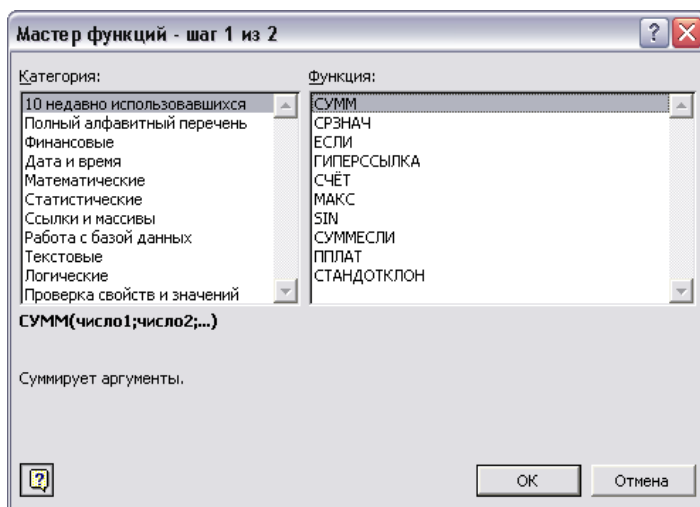 Мастер функций - шаг 1 из 2
Категория:
10 недавно использовавшихся
Полный алфавитный перечень
Финансовые
Дата и время
Математические
Статистические
Ссылки и массивы
Работа с базой данных
Текстовые
Логические
Проверка свойств и значений
Функция:
СУММ
СРЗНАЧ
ЕСЛИ
ГИПЕРССЫЛКА
СЧЁТ
МАКС
SIN
СУММЕСЛИ
ППЛАТ
СТАНДОТКЛОН
СУММ(число1;число2;...)
Суммирует аргументы.
ОК
Отмена